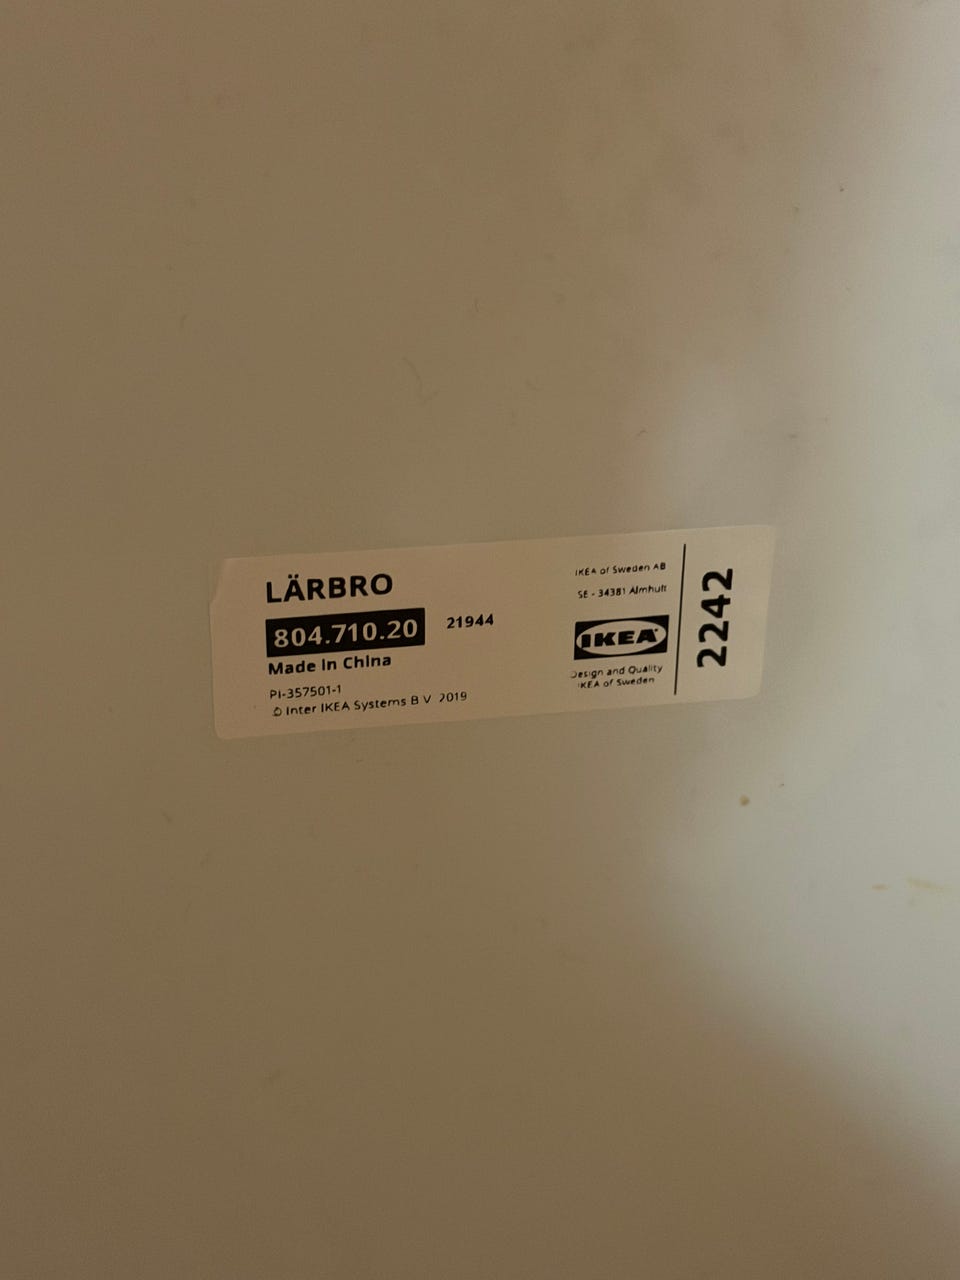 LÄRBRO
804.710.20 21944
Made in China
PI-357501-1
© Inter IKEA Systems B V 2019
IKEA of Sweden AB
SE - 34381 Älmhult
IKEA
Design and Quality
IKEA of Sweden
2242